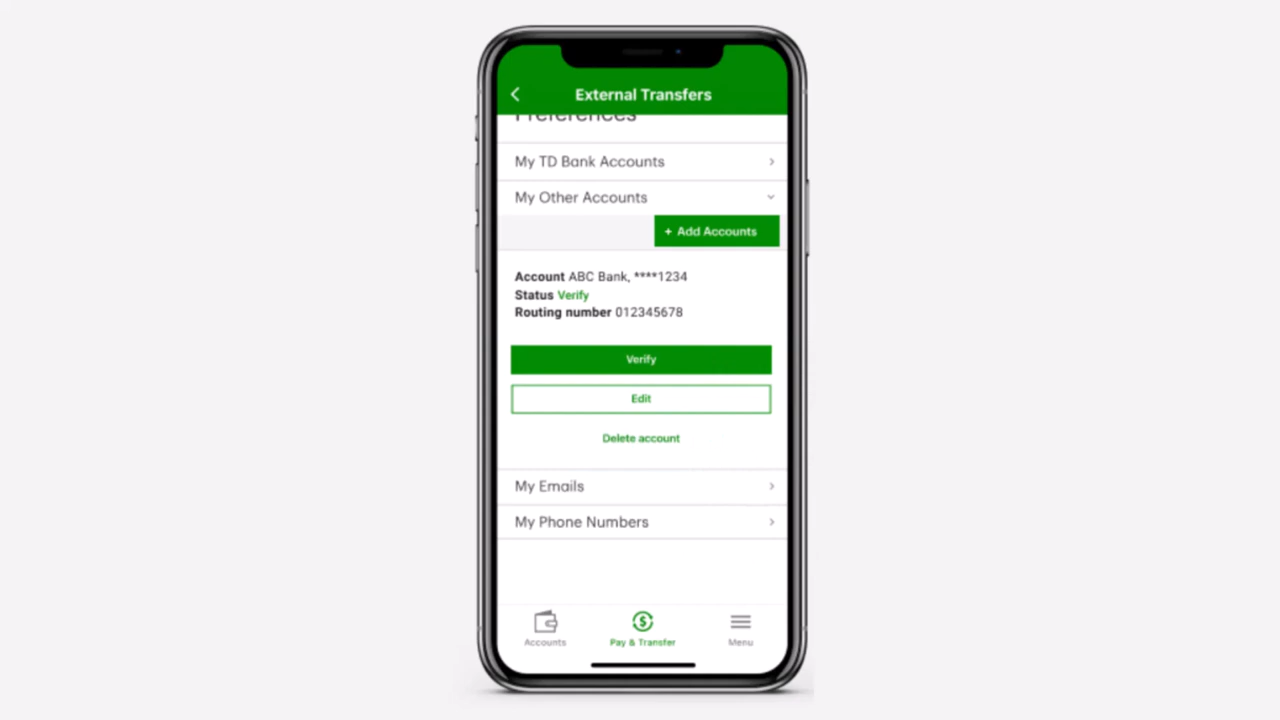 External Transfers
Preferences
My TD Bank Accounts
My Other Accounts
+ Add Accounts
Account ABC Bank, ****1234
Status Verify
Routing number 012345678
Verify
Edit
Delete account
My Emails
My Phone Numbers
Accounts
Pay & Transfer
Menu